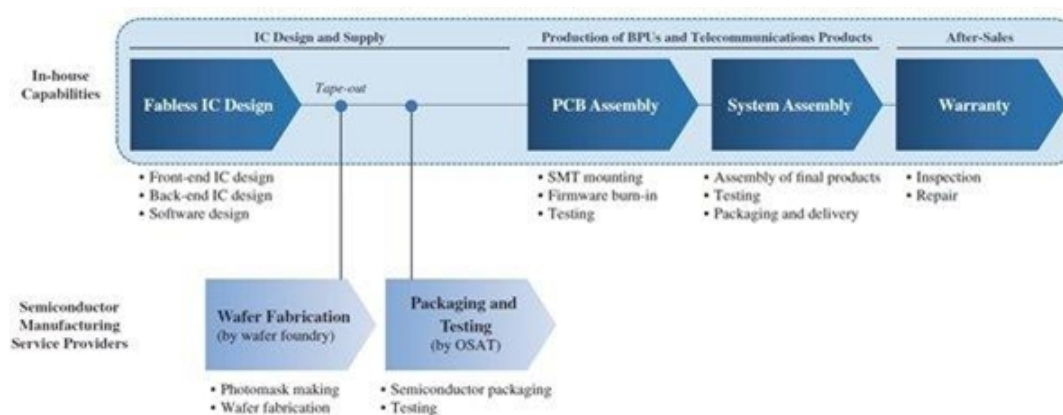 IC Design and Supply
Production of BPUs and Telecommunications Products
After-Sales
In-house
Capabilities
Fabless IC Design
Tape-out
PCB Assembly
System Assembly
Warranty
• Front-end IC design
• Back-end IC design
• Software design
• SMT mounting
• Firmware burn-in
• Testing
• Assembly of final products
• Testing
• Packaging and delivery
• Inspection
• Repair
Semiconductor
Manufacturing
Service Providers
Wafer Fabrication
(by wafer foundry)
Packaging and
Testing
(by OSAT)
• Photomask making
• Wafer fabrication
• Semiconductor packaging
• Testing